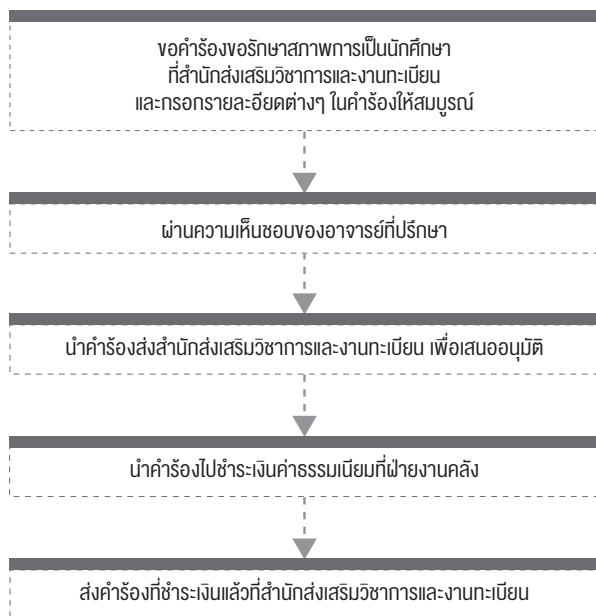 ขอคำร้องขอรักษาสภาพการเป็นนักศึกษา
ที่สำนักส่งเสริมวิชาการและงานทะเบียน
และกรอกรายละอียดต่างๆ ในคำร้องให้สมบูรณ์
ผ่านความเห็นชอบของอาจารย์ที่ปรึกษา
นำคำร้องส่งสำนักส่งเสริมวิชาการและงานทะเบียน เพื่อเสนออนุมัติ
นำคำร้องไปชำระเงินค่าธรรมเนียมที่ฝ่ายงานคลัง
ส่งคำร้องที่ชำระเงินแล้วที่สำนักส่งเสริมวิชาการและงานทะเบียน